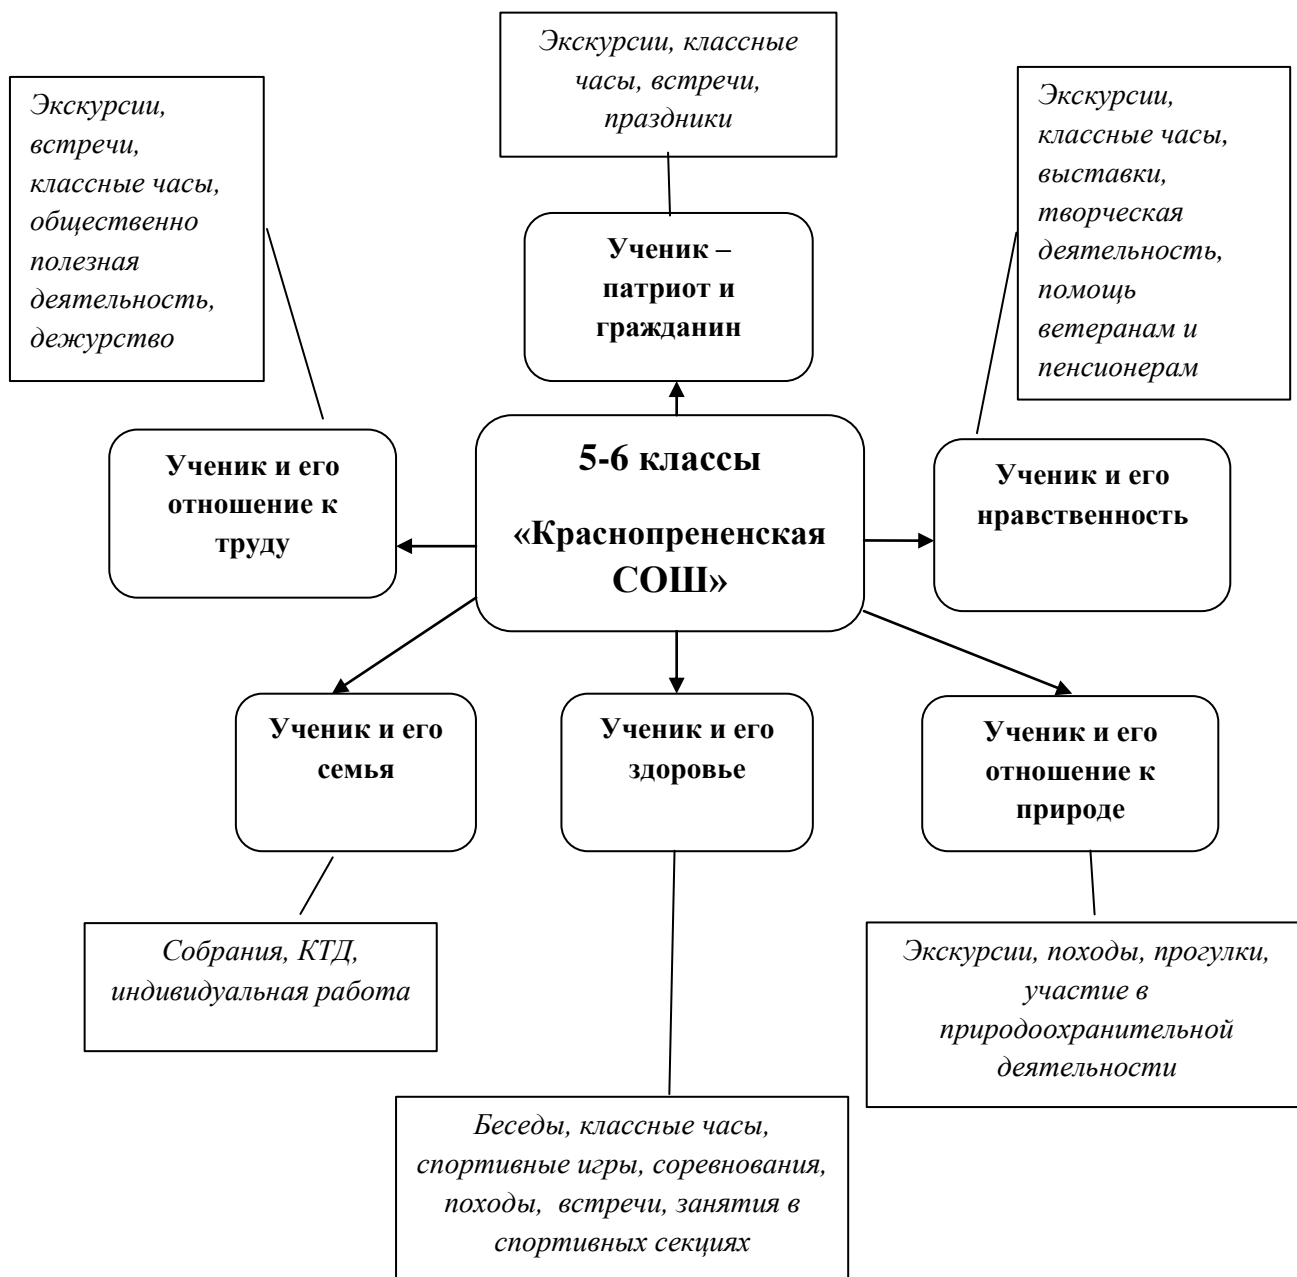 Экскурсии, классные
часы, встречи,
праздники
Экскурсии,
встречи,
классные часы,
общественно
полезная
деятельность,
дежурство
Экскурсии,
классные часы,
выставки,
творческая
деятельность,
помощь
ветеранам и
пенсионерам
Ученик –
патриот и
гражданин
Ученик и его
отношение к
труду
5-6 классы
«Краснопрененская
СОШ»
Ученик и его
нравственность
Ученик и его
семья
Ученик и его
здоровье
Ученик и его
отношение к
природе
Собрания, КТД,
индивидуальная работа
Экскурсии, походы, прогулки,
участие в
природоохранительной
деятельности
Беседы, классные часы,
спортивные игры, соревнования,
походы, встречи, занятия в
спортивных секциях